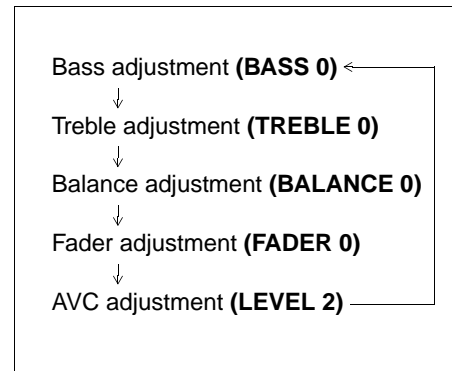 Bass adjustment (BASS 0)
Treble adjustment (TREBLE 0)
Balance adjustment (BALANCE 0)
Fader adjustment (FADER 0)
AVC adjustment (LEVEL 2)